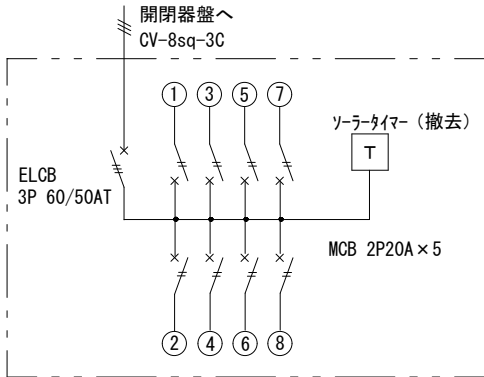 開閉器盤へ
CV-8sq-3C
① ③ ⑤ ⑦
ソーラータイマー（撤去）
T
ELCB
3P 60/50AT
MCB 2P20A×5
② ④ ⑥ ⑧